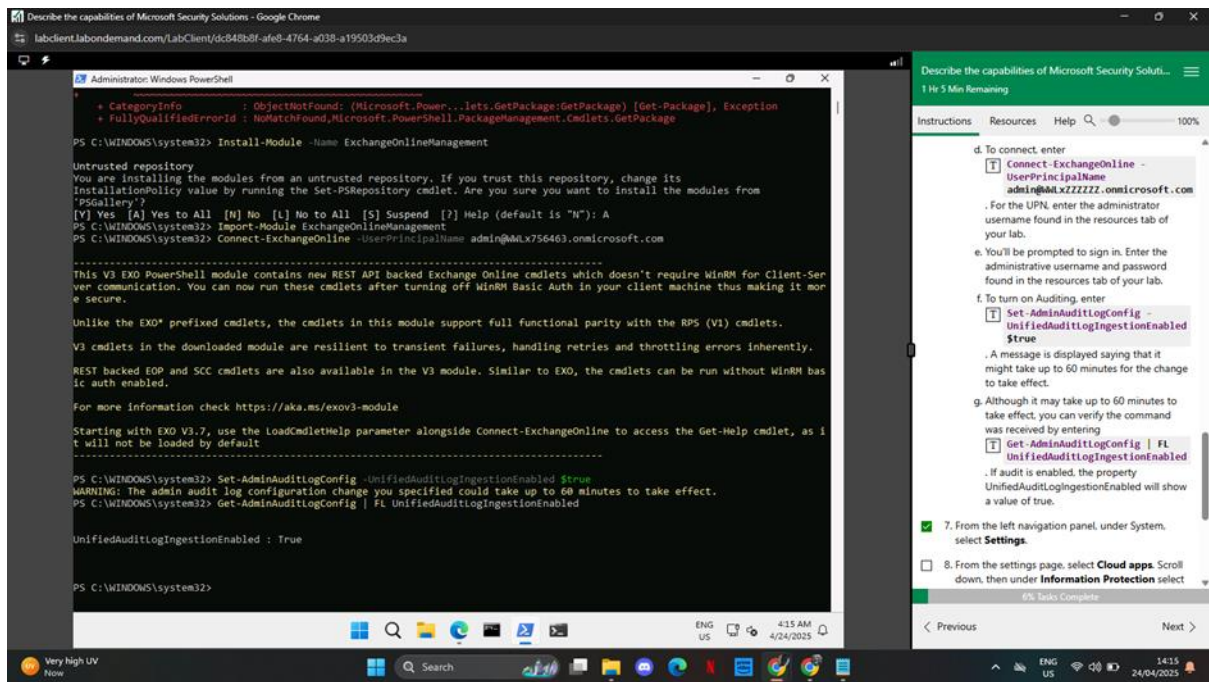 Describe the capabilities of Microsoft Security Solutions - Google Chrome
labclient.labondemand.com/LabClient/dc848b8f-afe8-4764-a038-a19503d9ec3a
Administrator: Windows PowerShell
+ ~~~~~~~~~~~~~~~~~~~~~~~~~~~~~~~~~~~~~~~~~~~~~~~~
+ CategoryInfo : ObjectNotFound: (Microsoft.Power...lets.GetPackage:GetPackage) [Get-Package], Exception
+ FullyQualifiedErrorId : NoMatchFound,Microsoft.PowerShell.PackageManagement.Cmdlets.GetPackage
PS C:\WINDOWS\system32> Install-Module -Name ExchangeOnlineManagement
Untrusted repository
You are installing the modules from an untrusted repository. If you trust this repository, change its
InstallationPolicy value by running the Set-PSRepository cmdlet. Are you sure you want to install the modules from
'PSGallery'?
[Y] Yes [A] Yes to All [N] No [L] No to All [S] Suspend [?] Help (default is "N"): A
PS C:\WINDOWS\system32> Import-Module ExchangeOnlineManagement
PS C:\WINDOWS\system32> Connect-ExchangeOnline -UserPrincipalName admin@WWLx756463.onmicrosoft.com
----------------------------------------------------------------------------------------
This V3 EXO PowerShell module contains new REST API backed Exchange Online cmdlets which doesn't require WinRM for Client-Ser
ver communication. You can now run these cmdlets after turning off WinRM Basic Auth in your client machine thus making it mor
e secure.
Unlike the EXO* prefixed cmdlets, the cmdlets in this module support full functional parity with the RPS (V1) cmdlets.
V3 cmdlets in the downloaded module are resilient to transient failures, handling retries and throttling errors inherently.
REST backed EOP and SCC cmdlets are also available in the V3 module. Similar to EXO, the cmdlets can be run without WinRM bas
ic auth enabled.
For more information check https://aka.ms/exov3-module
Starting with EXO V3.7, use the LoadCmdletHelp parameter alongside Connect-ExchangeOnline to access the Get-Help cmdlet, as i
t will not be loaded by default
----------------------------------------------------------------------------------------
PS C:\WINDOWS\system32> Set-AdminAuditLogConfig -UnifiedAuditLogIngestionEnabled $true
WARNING: The admin audit log configuration change you specified could take up to 60 minutes to take effect.
PS C:\WINDOWS\system32> Get-AdminAuditLogConfig | FL UnifiedAuditLogIngestionEnabled
UnifiedAuditLogIngestionEnabled : True
PS C:\WINDOWS\system32>
ENG
US
4:15 AM
4/24/2025
Describe the capabilities of Microsoft Security Soluti...
1 Hr 5 Min Remaining
Instructions Resources Help 100%
d. To connect, enter
Connect-ExchangeOnline -
UserPrincipalName
admin@WWLxZZZZZZ.onmicrosoft.com
. For the UPN, enter the administrator
username found in the resources tab of
your lab.
e. You'll be prompted to sign in. Enter the
administrative username and password
found in the resources tab of your lab.
f. To turn on Auditing, enter
Set-AdminAuditLogConfig -
UnifiedAuditLogIngestionEnabled
$true
. A message is displayed saying that it
might take up to 60 minutes for the change
to take effect.
g. Although it may take up to 60 minutes to
take effect, you can verify the command
was received by entering
Get-AdminAuditLogConfig | FL
UnifiedAuditLogIngestionEnabled
. If audit is enabled, the property
UnifiedAuditLogIngestionEnabled will show
a value of true.
7. From the left navigation panel, under System,
select Settings.
8. From the settings page, select Cloud apps. Scroll
down, then under Information Protection select
6% Tasks Complete
< Previous Next >
Very high UV
Now
Search
ENG
US
14:15
24/04/2025